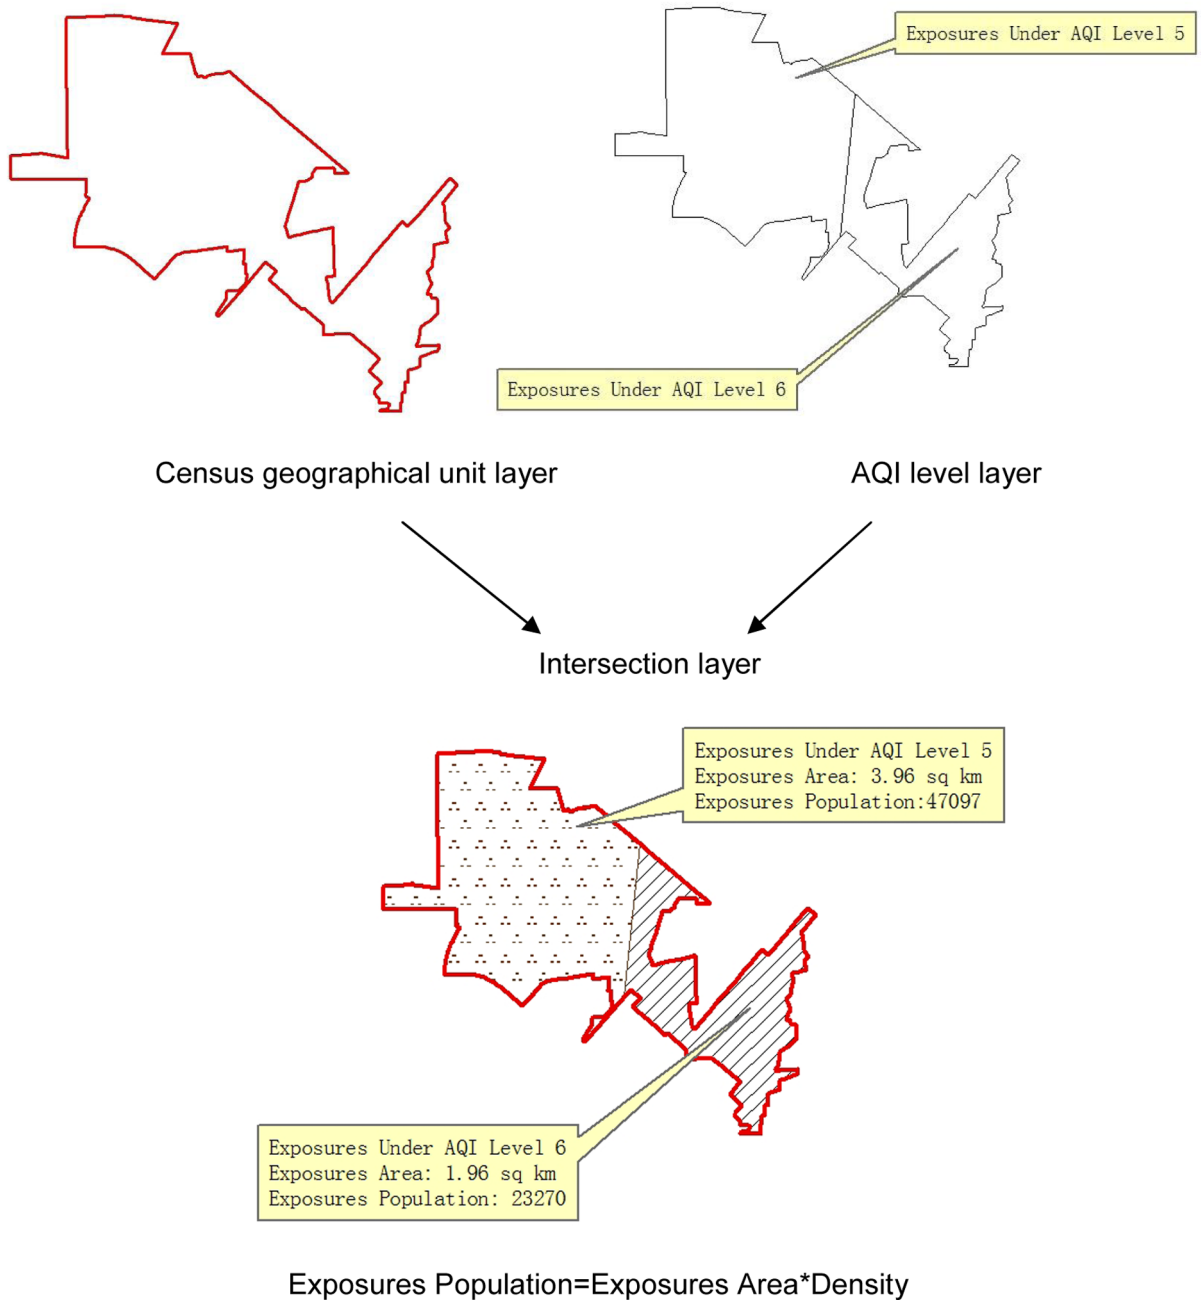 Exposures Under AQI Level 5
Exposures Under AQI Level 6
Census geographical unit layer
AQI level layer
Intersection layer
Exposures Under AQI Level 5
Exposures Area: 3.96 sq km
Exposures Population:47097
Exposures Under AQI Level 6
Exposures Area: 1.96 sq km
Exposures Population: 23270
Exposures Population=Exposures Area*Density